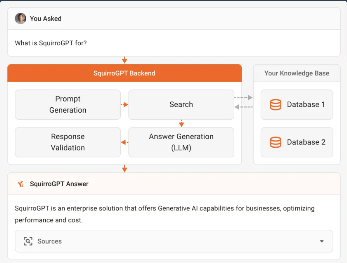 You Asked
What is SquirroGPT for?
SquirroGPT Backend
Your Knowledge Base
Prompt
Generation
Search
Database 1
Response
Validation
Answer Generation
(LLM)
Database 2
SquirroGPT Answer
SquirroGPT is an enterprise solution that offers Generative AI capabilities for businesses, optimizing
performance and cost.
Sources